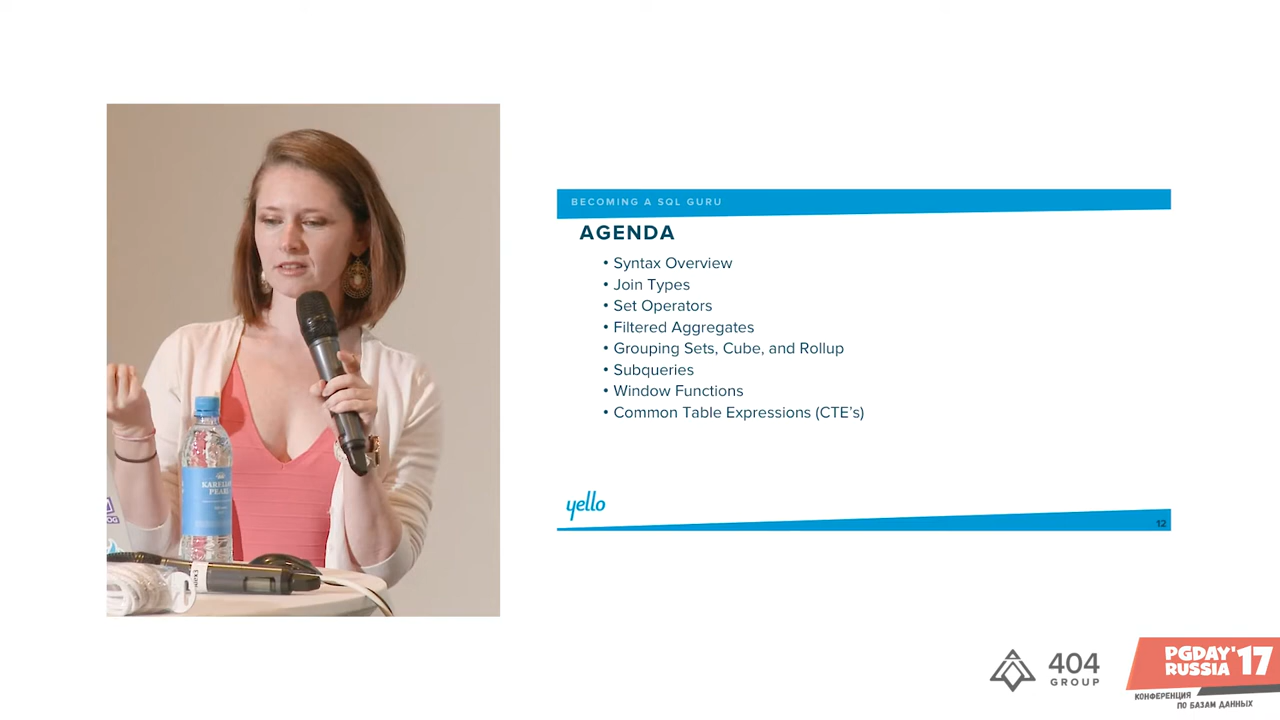 BECOMING A SQL GURU
AGENDA
• Syntax Overview
• Join Types
• Set Operators
• Filtered Aggregates
• Grouping Sets, Cube, and Rollup
• Subqueries
• Window Functions
• Common Table Expressions (CTE's)
yello
12
404
GROUP
PGDAY'17
RUSSIA
КОНФЕРЕНЦИЯ
ПО БАЗАМ ДАННЫХ